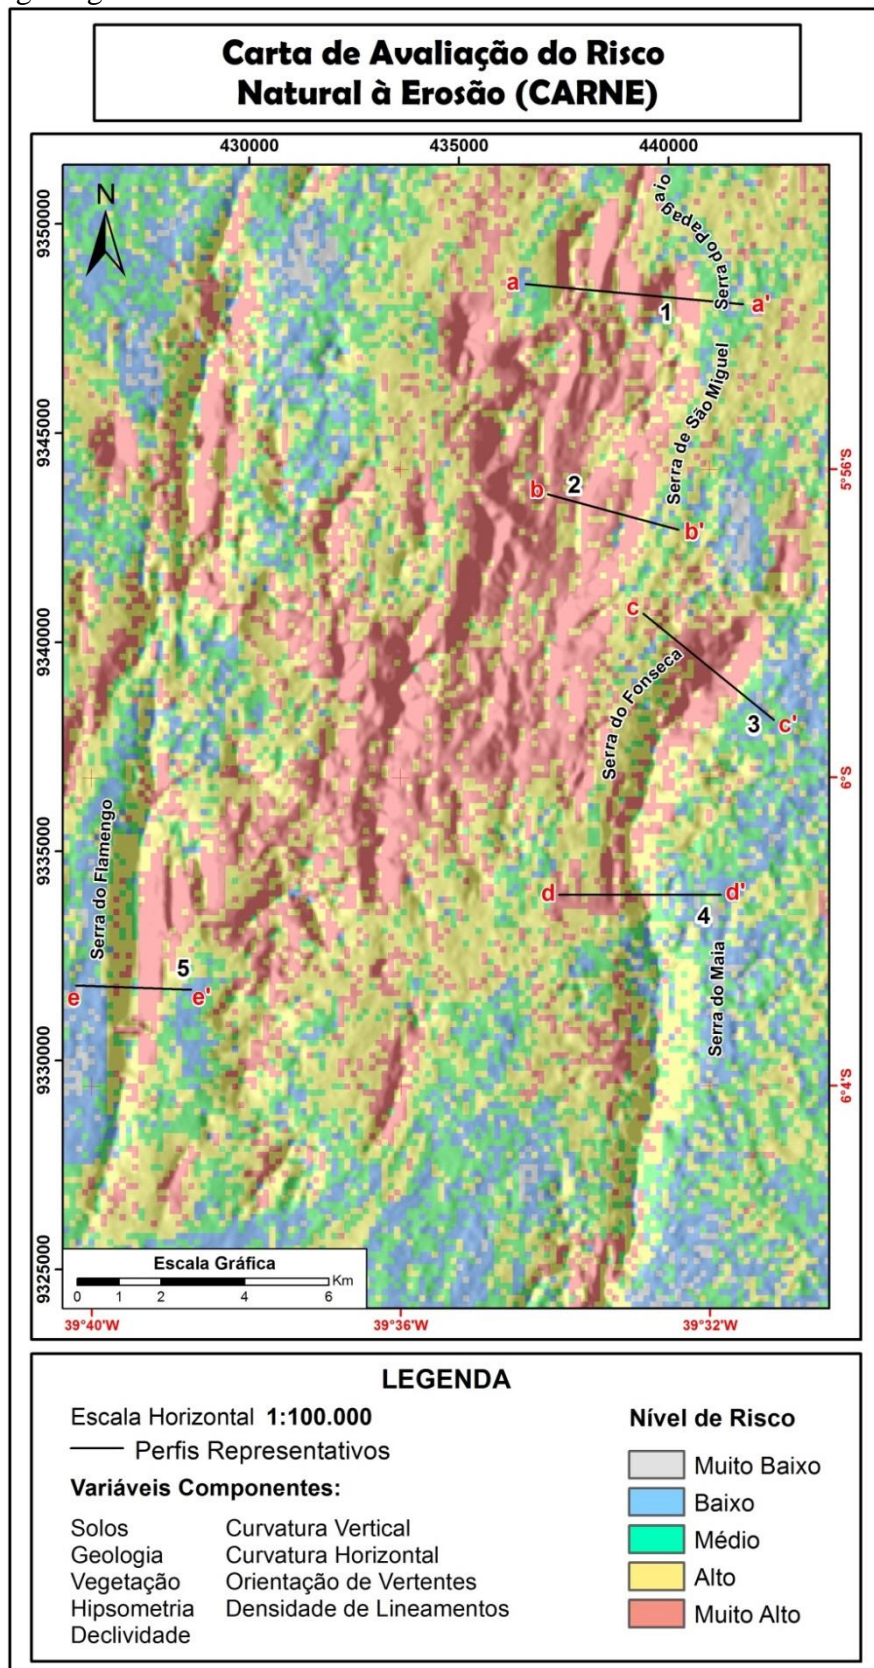 Carta de Avaliação do Risco
Natural à Erosão (CARNE)
430000
435000
440000
N
9350000
9345000
9340000
9335000
9330000
9325000
Serra do Papagaio
a
a'
1
Serra de São Miguel
5°56'S
b
2
b'
c
Serra do Fonseca
3
c'
6°S
Serra do Flamengo
d
d'
4
Serra do Maia
5
e
e'
6°4'S
Escala Gráfica
Km
0 1 2 4 6
39°40'W
39°36'W
39°32'W
LEGENDA
Escala Horizontal 1:100.000
Perfis Representativos
Variáveis Componentes:
Solos
Geologia
Vegetação
Hipsometria
Declividade
Curvatura Vertical
Curvatura Horizontal
Orientação de Vertentes
Densidade de Lineamentos
Nível de Risco
Muito Baixo
Baixo
Médio
Alto
Muito Alto